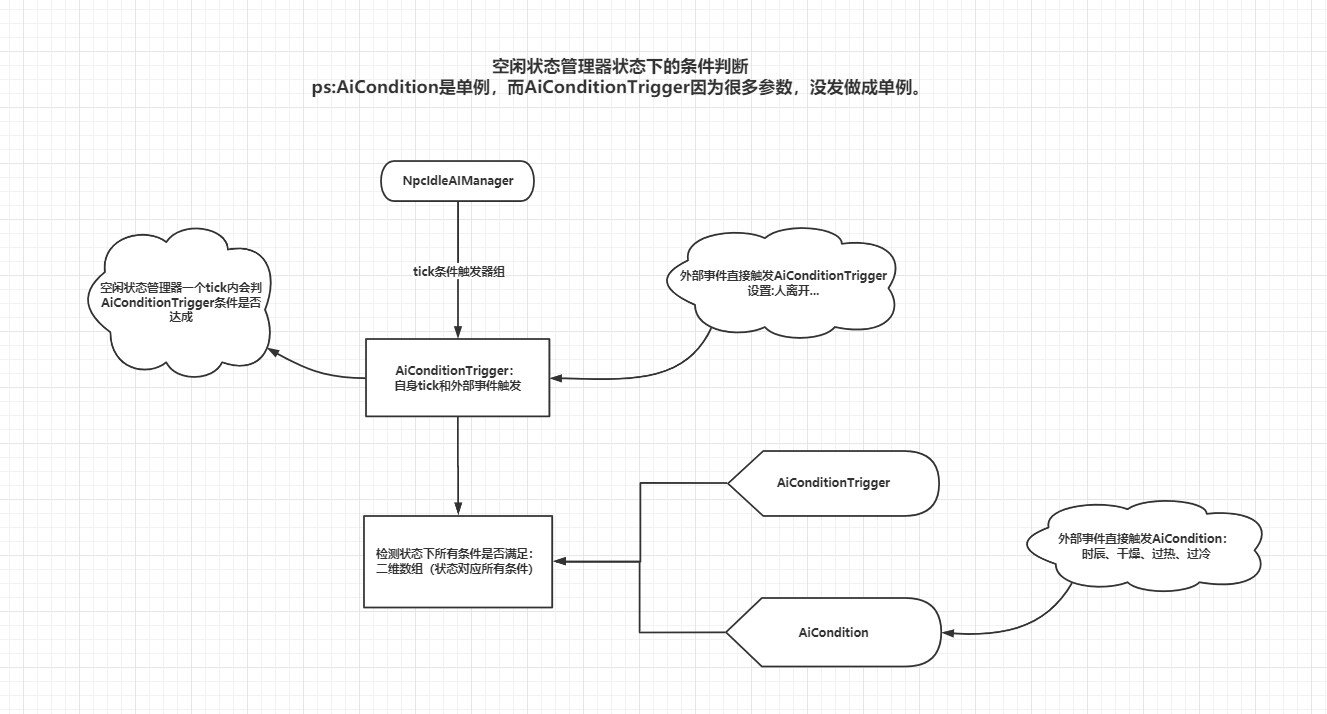 空闲状态管理器状态下的条件判断
ps:AiCondition是单例，而AiConditionTrigger因为很多参数，没发做成单例。
NpcIdleAIManager
tick条件触发器组
空闲状态管理器一个tick内会判
AiConditionTrigger条件是否
达成
外部事件直接触发AiConditionTrigger
设置:人离开...
AiConditionTrigger：
自身tick和外部事件触发
AiConditionTrigger
检测状态下所有条件是否满足：
二维数组（状态对应所有条件）
外部事件直接触发AiCondition：
时辰、干燥、过热、过冷
AiCondition